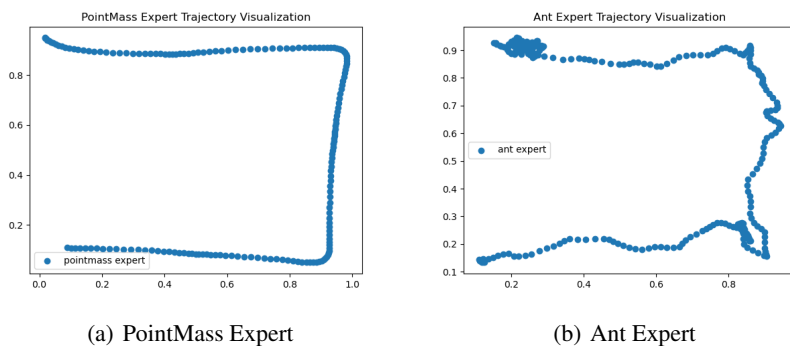 PointMass Expert Trajectory Visualization
0.8
0.6
0.4
0.2
pointmass expert
0.0 0.2 0.4 0.6 0.8 1.0
(a) PointMass Expert
Ant Expert Trajectory Visualization
0.9
0.8
0.7
0.6
0.5
0.4
0.3
0.2
0.1
ant expert
0.2 0.4 0.6 0.8
(b) Ant Expert